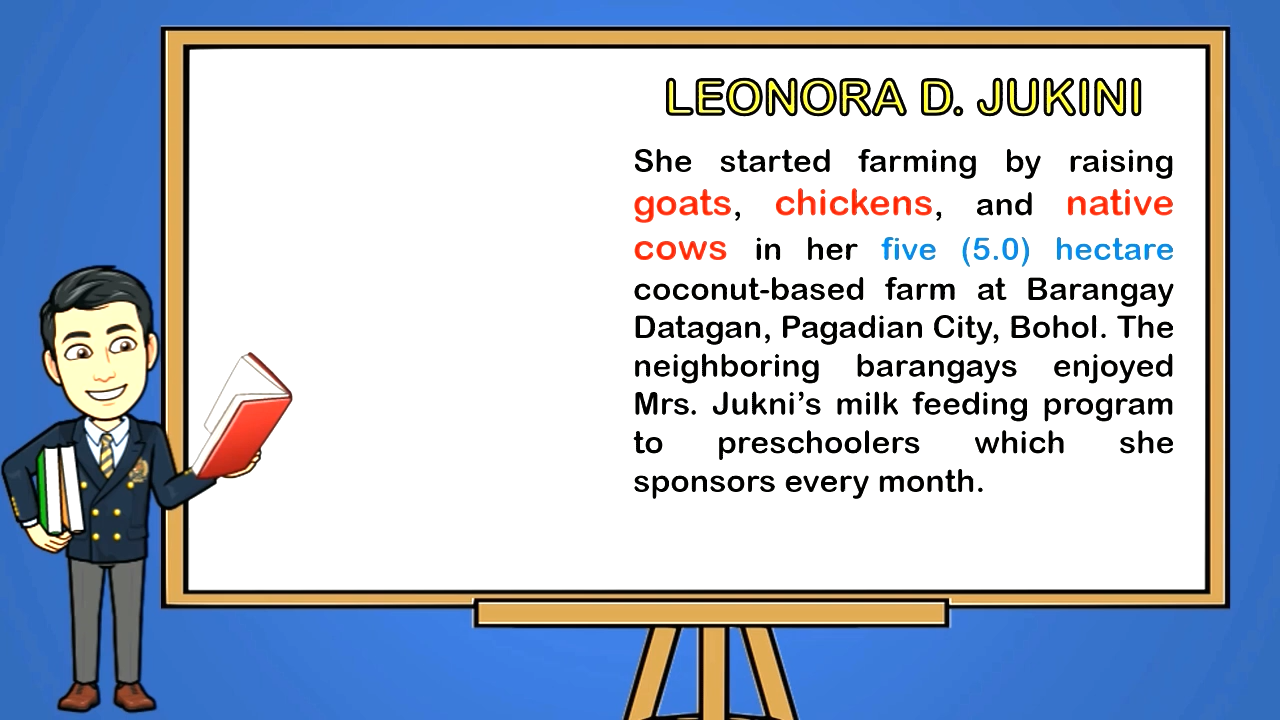 LEONORA D. JUKINI
She started farming by raising
goats, chickens, and native
cows in her five (5.0) hectare
coconut-based farm at Barangay
Datagan, Pagadian City, Bohol. The
neighboring barangays enjoyed
Mrs. Jukni’s milk feeding program
to preschoolers which she
sponsors every month.